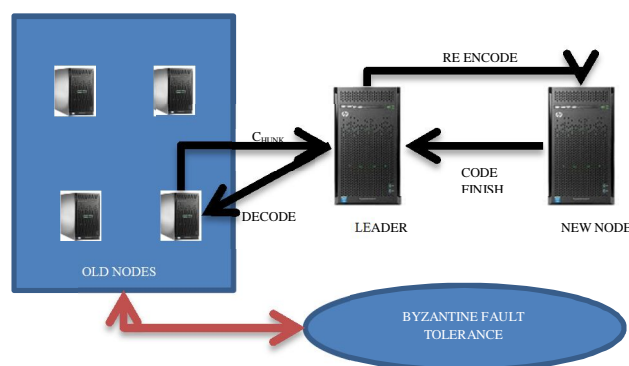 RE ENCODE
CHUNK
CODE
FINISH
DECODE
LEADER
NEW NODE
OLD NODES
BYZANTINE FAULT
TOLERANCE